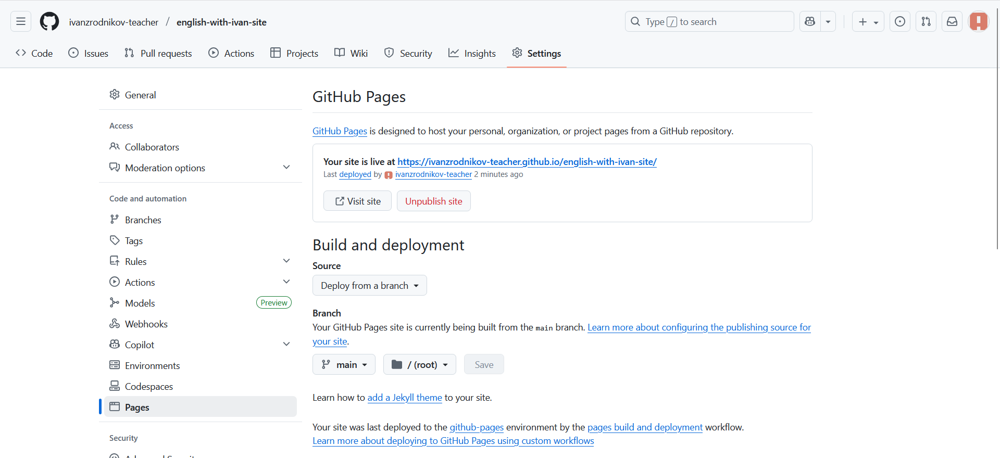 ivanzrodnikov-teacher / english-with-ivan-site
Type / to search
Code
Issues
Pull requests
Actions
Projects
Wiki
Security
Insights
Settings
General
Access
Collaborators
Moderation options
Code and automation
Branches
Tags
Rules
Actions
Models Preview
Webhooks
Copilot
Environments
Codespaces
Pages
Security
GitHub Pages
GitHub Pages is designed to host your personal, organization, or project pages from a GitHub repository.
Your site is live at https://ivanzrodnikov-teacher.github.io/english-with-ivan-site/
Last deployed by ivanzrodnikov-teacher 2 minutes ago
Visit site
Unpublish site
Build and deployment
Source
Deploy from a branch
Branch
Your GitHub Pages site is currently being built from the main branch. Learn more about configuring the publishing source for
your site.
main
/ (root)
Save
Learn how to add a Jekyll theme to your site.
Your site was last deployed to the github-pages environment by the pages build and deployment workflow.
Learn more about deploying to GitHub Pages using custom workflows